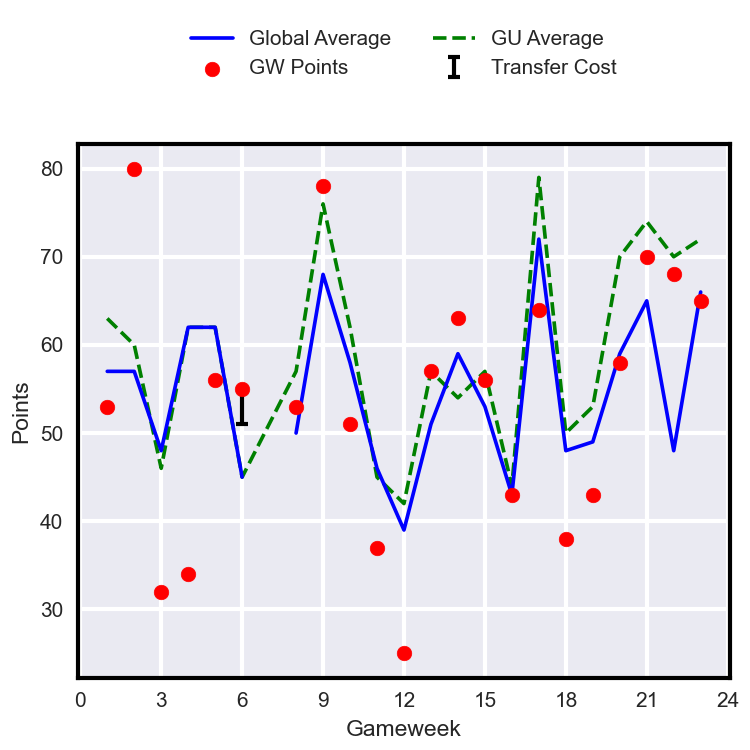 Global Average
GU Average
GW Points
Transfer Cost
80
70
60
50
40
30
Points
0 3 6 9 12 15 18 21 24
Gameweek